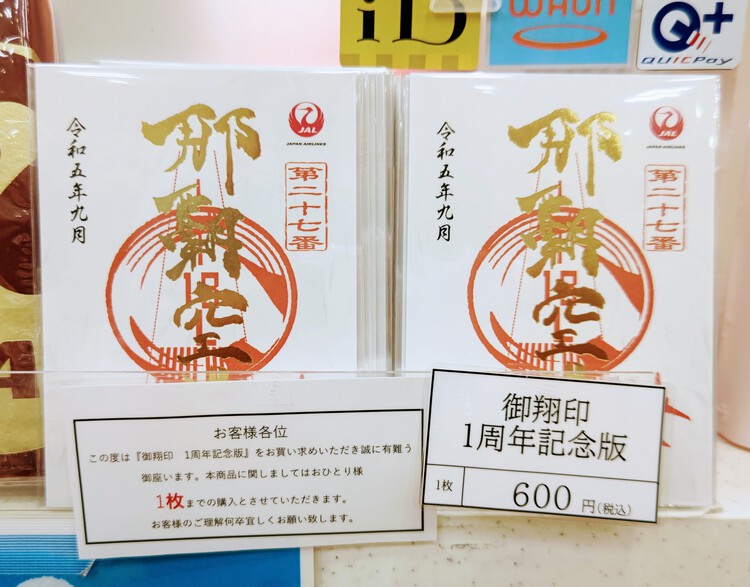 iD
WAON
QUICPay
那覇空
令和五年九月
JAL
JAPAN AIRLINES
第二十七番
那覇空
令和五年九月
JAL
JAPAN AIRLINES
第二十七番
お客様各位
この度は『御翔印　1周年記念版』をお買い求めいただき誠に有難う
御座います。本商品に関しましてはおひとり様
1枚までの購入とさせていただきます。
お客様のご理解何卒宜しくお願い致します。
御翔印
1周年記念版
1枚 600 円(税込)